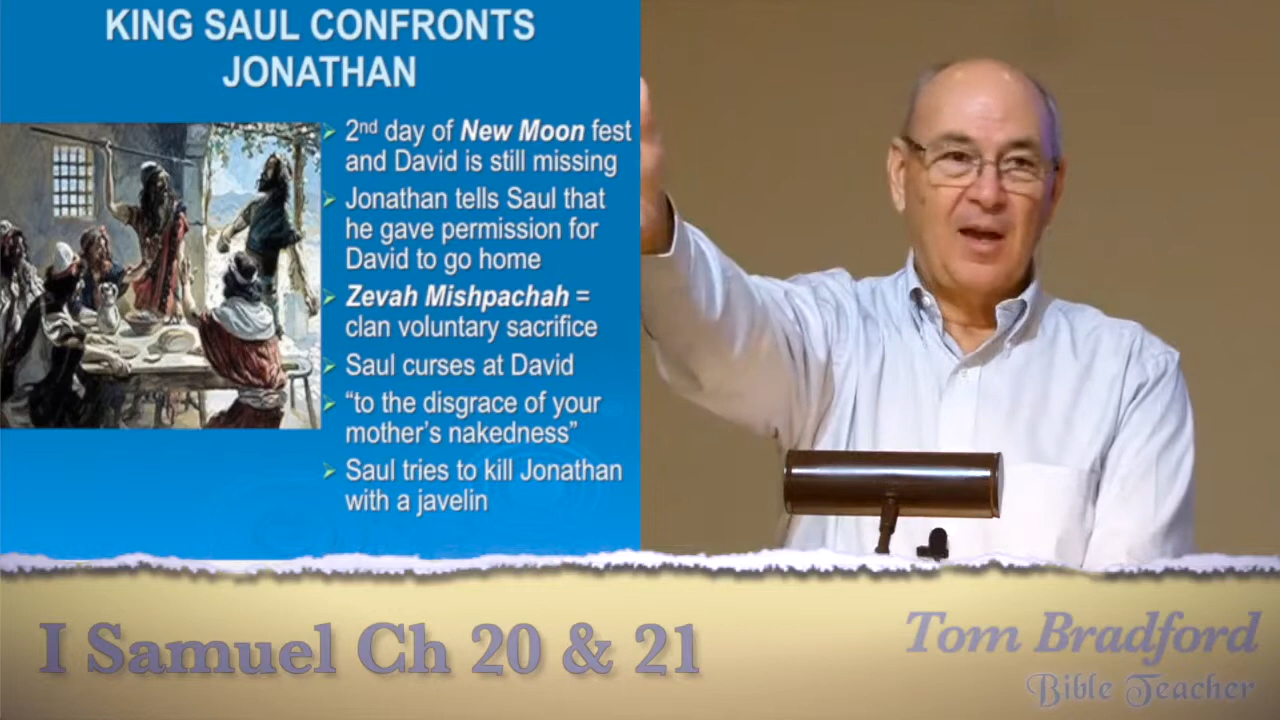 KING SAUL CONFRONTS
JONATHAN
2nd day of New Moon fest
and David is still missing
Jonathan tells Saul that
he gave permission for
David to go home
Zevah Mishpachah =
clan voluntary sacrifice
Saul curses at David
“to the disgrace of your
mother’s nakedness”
Saul tries to kill Jonathan
with a javelin
I Samuel Ch 20 & 21
Tom Bradford
Bible Teacher